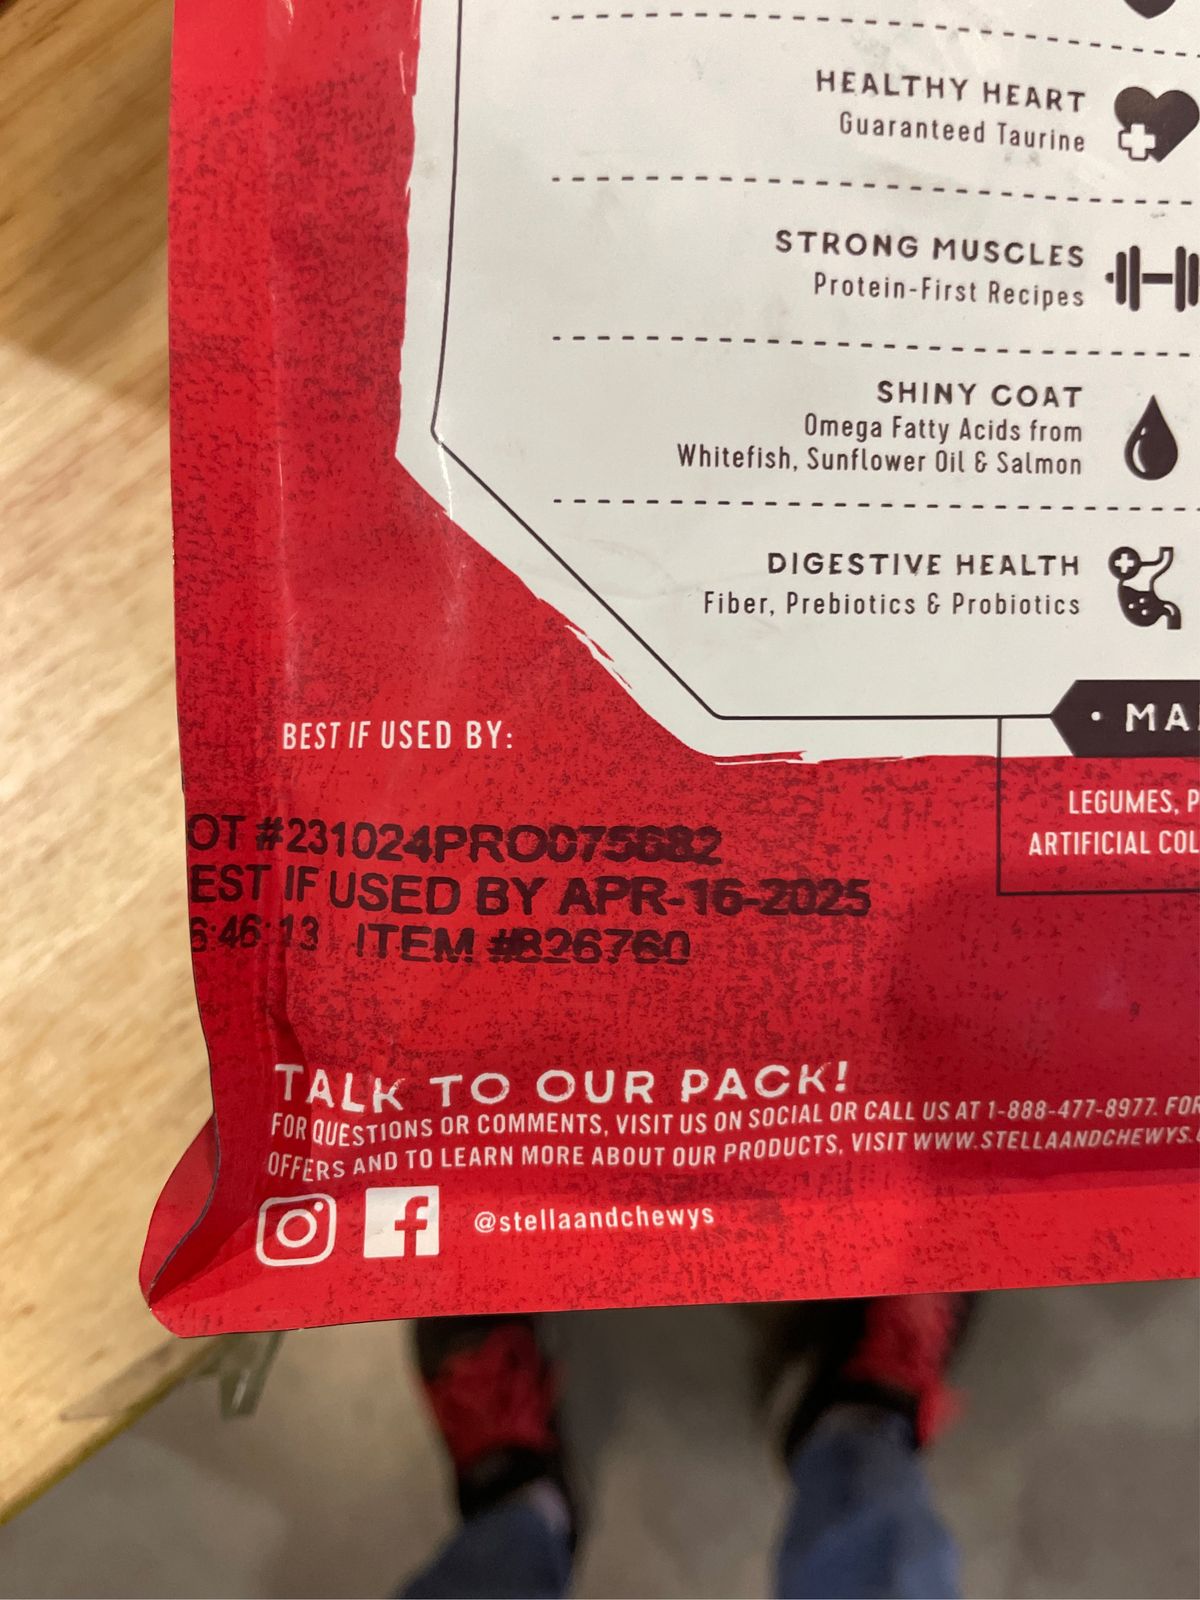 HEALTHY HEART
Guaranteed Taurine
STRONG MUSCLES
Protein-First Recipes
SHINY COAT
Omega Fatty Acids from
Whitefish, Sunflower Oil & Salmon
DIGESTIVE HEALTH
Fiber, Prebiotics & Probiotics
• MA
LEGUMES, P
ARTIFICIAL COL
BEST IF USED BY:
OT #231024PRO075682
EST IF USED BY APR-16-2025
6:46:13 ITEM #826760
TALK TO OUR PACK!
FOR QUESTIONS OR COMMENTS, VISIT US ON SOCIAL OR CALL US AT 1-888-477-8977. FOR
OFFERS AND TO LEARN MORE ABOUT OUR PRODUCTS, VISIT WWW.STELLAANDCHEWYS.
@stellaandchewys